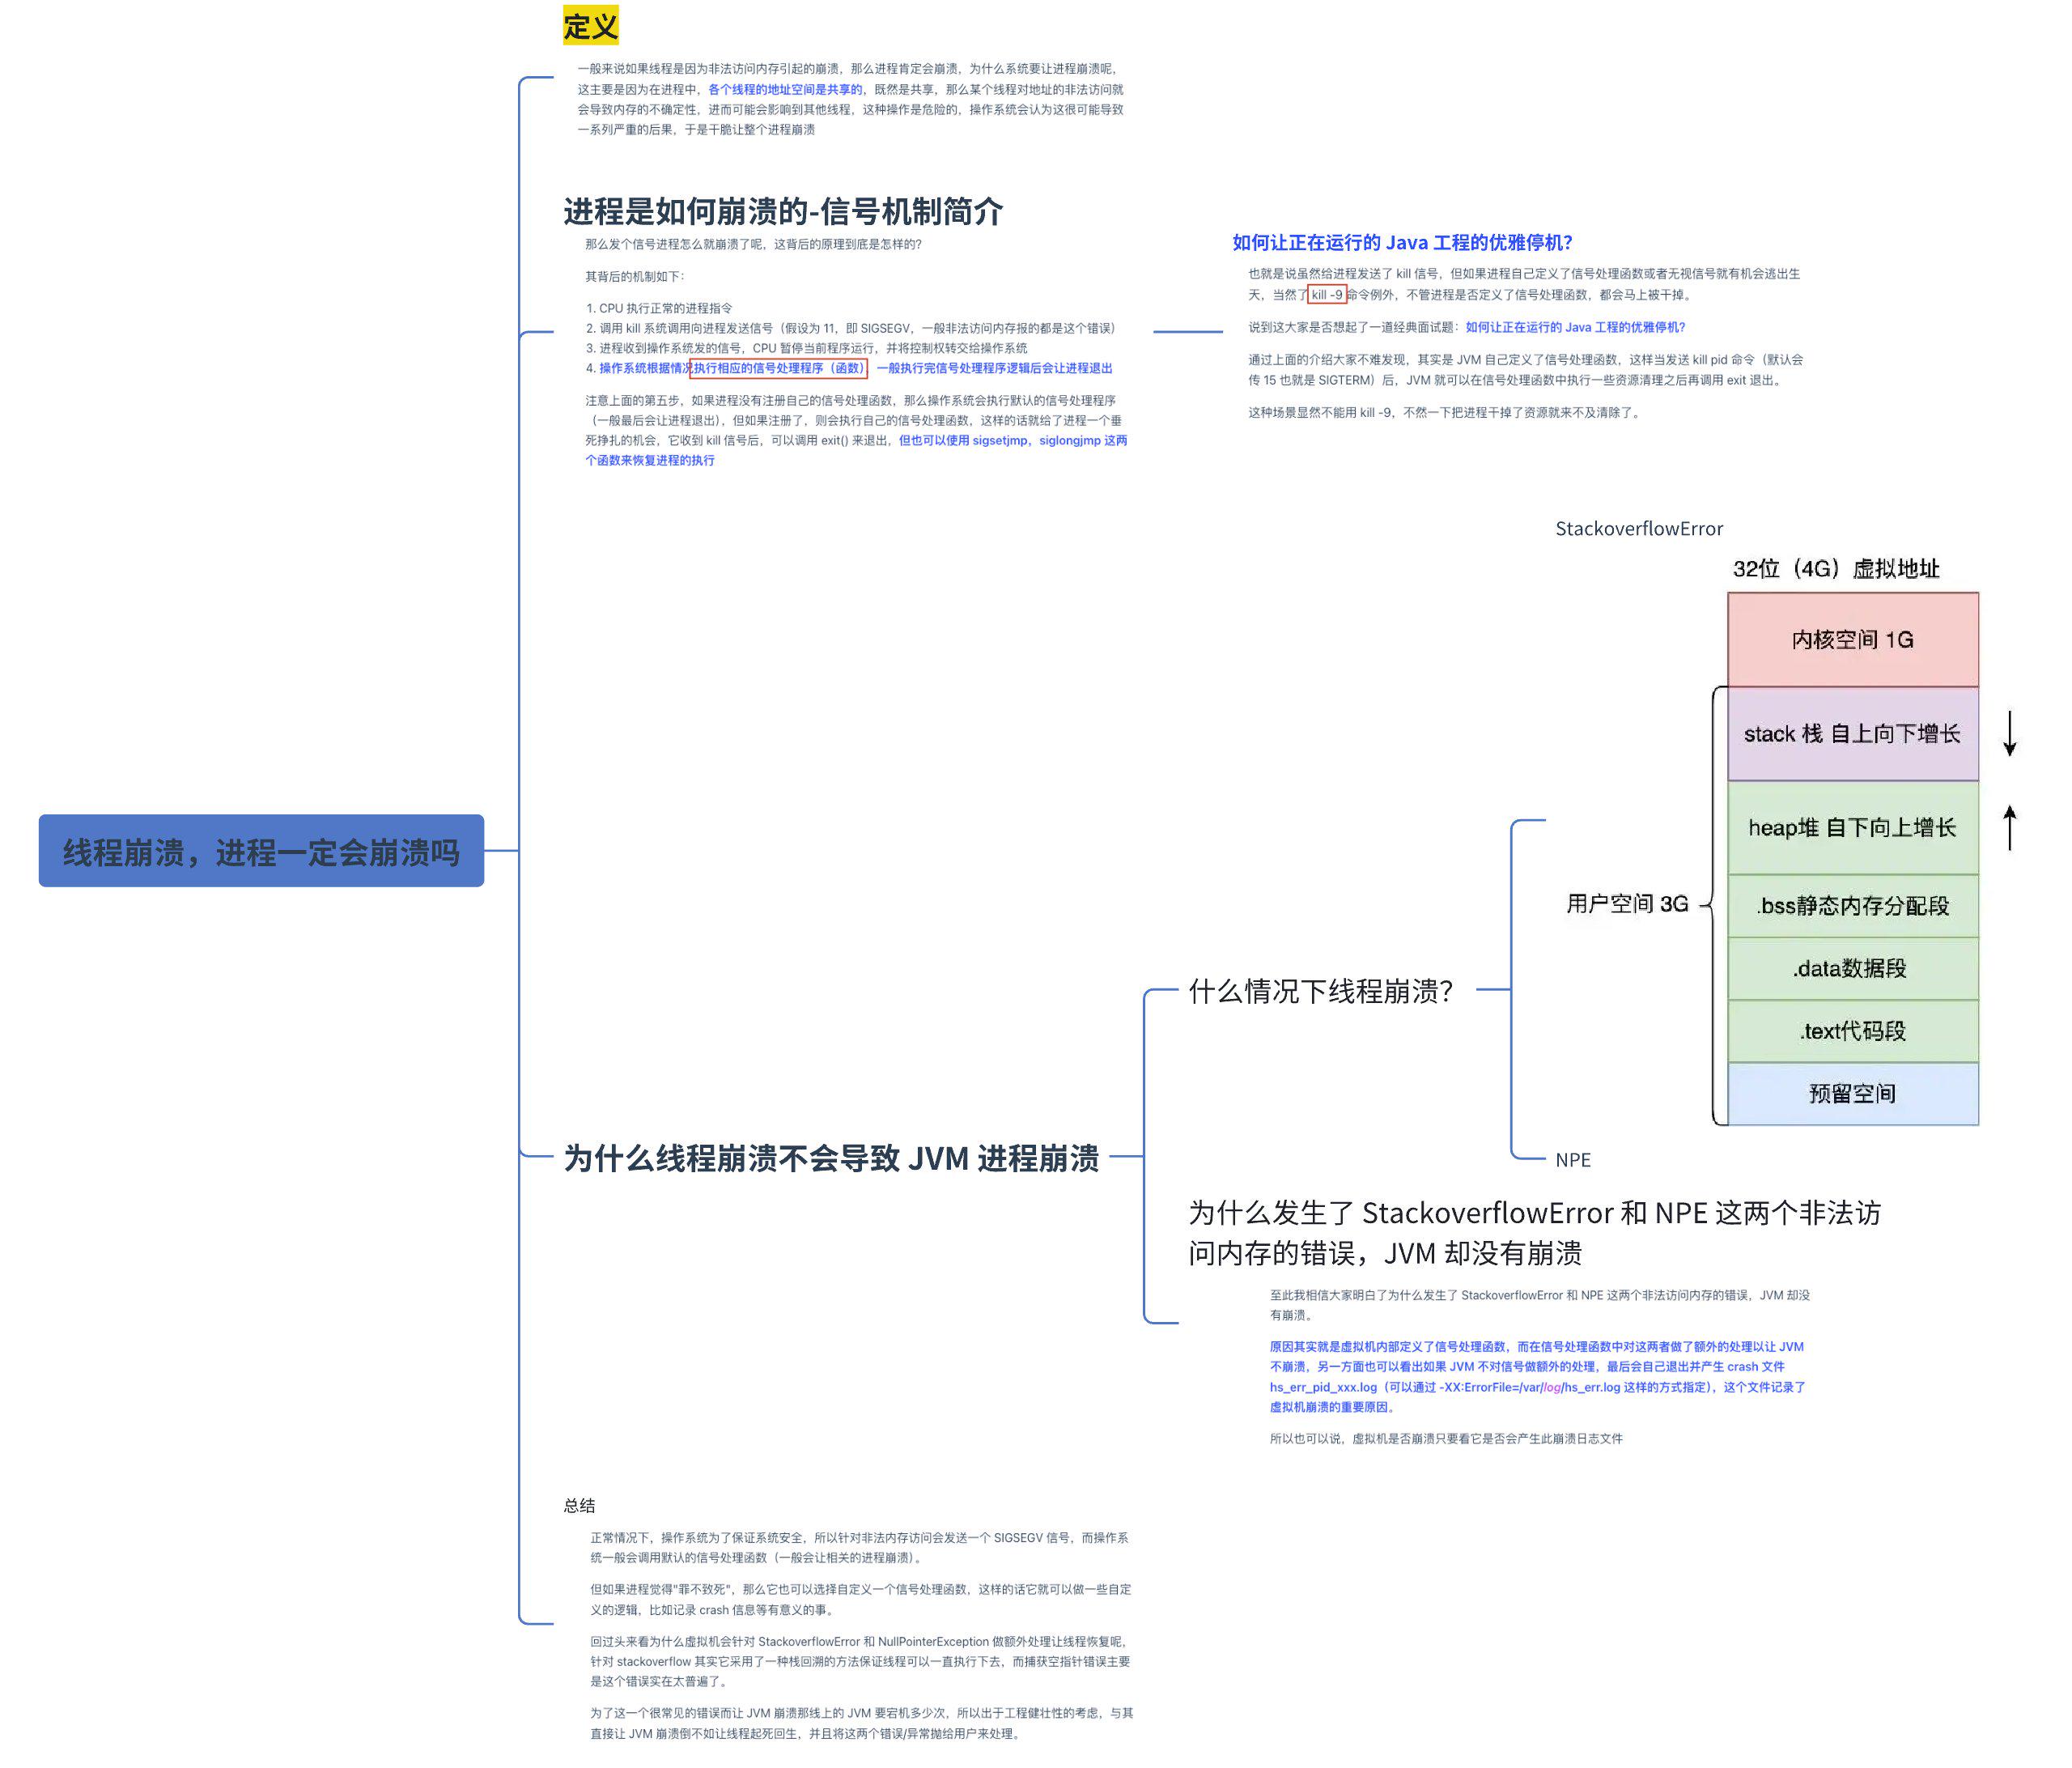 定义
一般来说如果线程是因为非法访问内存引起的崩溃，那么进程肯定会崩溃，为什么系统要让进程崩溃呢，
这主要是因为在进程中，各个线程的地址空间是共享的，既然是共享，那么某个线程对地址的非法访问就
会导致内存的不确定性，进而可能会影响到其他线程，这种操作是危险的，操作系统会认为这很可能导致
一系列严重的后果，于是干脆让整个进程崩溃
进程是如何崩溃的-信号机制简介
那么发个信号进程怎么就崩溃了呢，这背后的原理到底是怎样的？
其背后的机制如下：
1. CPU 执行正常的进程指令
2. 调用 kill 系统调用向进程发送信号（假设为 11，即 SIGSEGV，一般非法访问内存报的都是这个错误）
3. 进程收到操作系统发的信号，CPU 暂停当前程序运行，并将控制权转交给操作系统
4. 操作系统根据情况执行相应的信号处理程序（函数），一般执行完信号处理程序逻辑后会让进程退出
注意上面的第五步，如果进程没有注册自己的信号处理函数，那么操作系统会执行默认的信号处理程序
（一般最后会让进程退出），但如果注册了，则会执行自己的信号处理函数，这样的话就给了进程一个垂
死挣扎的机会，它收到 kill 信号后，可以调用 exit() 来退出，但也可以使用 sigsetjmp，siglongjmp 这两
个函数来恢复进程的执行
如何让正在运行的 Java 工程的优雅停机？
也就是说虽然给进程发送了 kill 信号，但如果进程自己定义了信号处理函数或者无视信号就有机会逃出生
天，当然了 kill -9 命令例外，不管进程是否定义了信号处理函数，都会马上被干掉。
说到这大家是否想起了一道经典面试题：如何让正在运行的 Java 工程的优雅停机？
通过上面的介绍大家不难发现，其实是 JVM 自己定义了信号处理函数，这样当发送 kill pid 命令（默认会
传 15 也就是 SIGTERM）后，JVM 就可以在信号处理函数中执行一些资源清理之后再调用 exit 退出。
这种场景显然不能用 kill -9，不然一下把进程干掉了资源就来不及清除了。
线程崩溃，进程一定会崩溃吗
为什么线程崩溃不会导致 JVM 进程崩溃
什么情况下线程崩溃？
StackoverflowError
32位（4G）虚拟地址
内核空间 1G
stack 栈 自上向下增长
heap堆 自下向上增长
用户空间 3G
.bss静态内存分配段
.data数据段
.text代码段
预留空间
NPE
为什么发生了 StackoverflowError 和 NPE 这两个非法访
问内存的错误，JVM 却没有崩溃
至此我相信大家明白了为什么发生了 StackoverflowError 和 NPE 这两个非法访问内存的错误，JVM 却没
有崩溃。
原因其实就是虚拟机内部定义了信号处理函数，而在信号处理函数中对这两者做了额外的处理以让 JVM
不崩溃，另一方面也可以看出如果 JVM 不对信号做额外的处理，最后会自己退出并产生 crash 文件
hs_err_pid_xxx.log（可以通过 -XX:ErrorFile=/var/log/hs_err.log 这样的方式指定），这个文件记录了
虚拟机崩溃的重要原因。
所以也可以说，虚拟机是否崩溃只要看它是否会产生此崩溃日志文件
总结
正常情况下，操作系统为了保证系统安全，所以针对非法内存访问会发送一个 SIGSEGV 信号，而操作系
统一般会调用默认的信号处理函数（一般会让相关的进程崩溃）。
但如果进程觉得"罪不致死"，那么它也可以选择自定义一个信号处理函数，这样的话它就可以做一些自定
义的逻辑，比如记录 crash 信息等有意义的事。
回过头来看为什么虚拟机会针对 StackoverflowError 和 NullPointerException 做额外处理让线程恢复呢，
针对 stackoverflow 其实它采用了一种栈回溯的方法保证线程可以一直执行下去，而捕获空指针错误主要
是这个错误实在太普遍了。
为了这一个很常见的错误而让 JVM 崩溃那线上的 JVM 要宕机多少次，所以出于工程健壮性的考虑，与其
直接让 JVM 崩溃倒不如让线程起死回生，并且将这两个错误/异常抛给用户来处理。